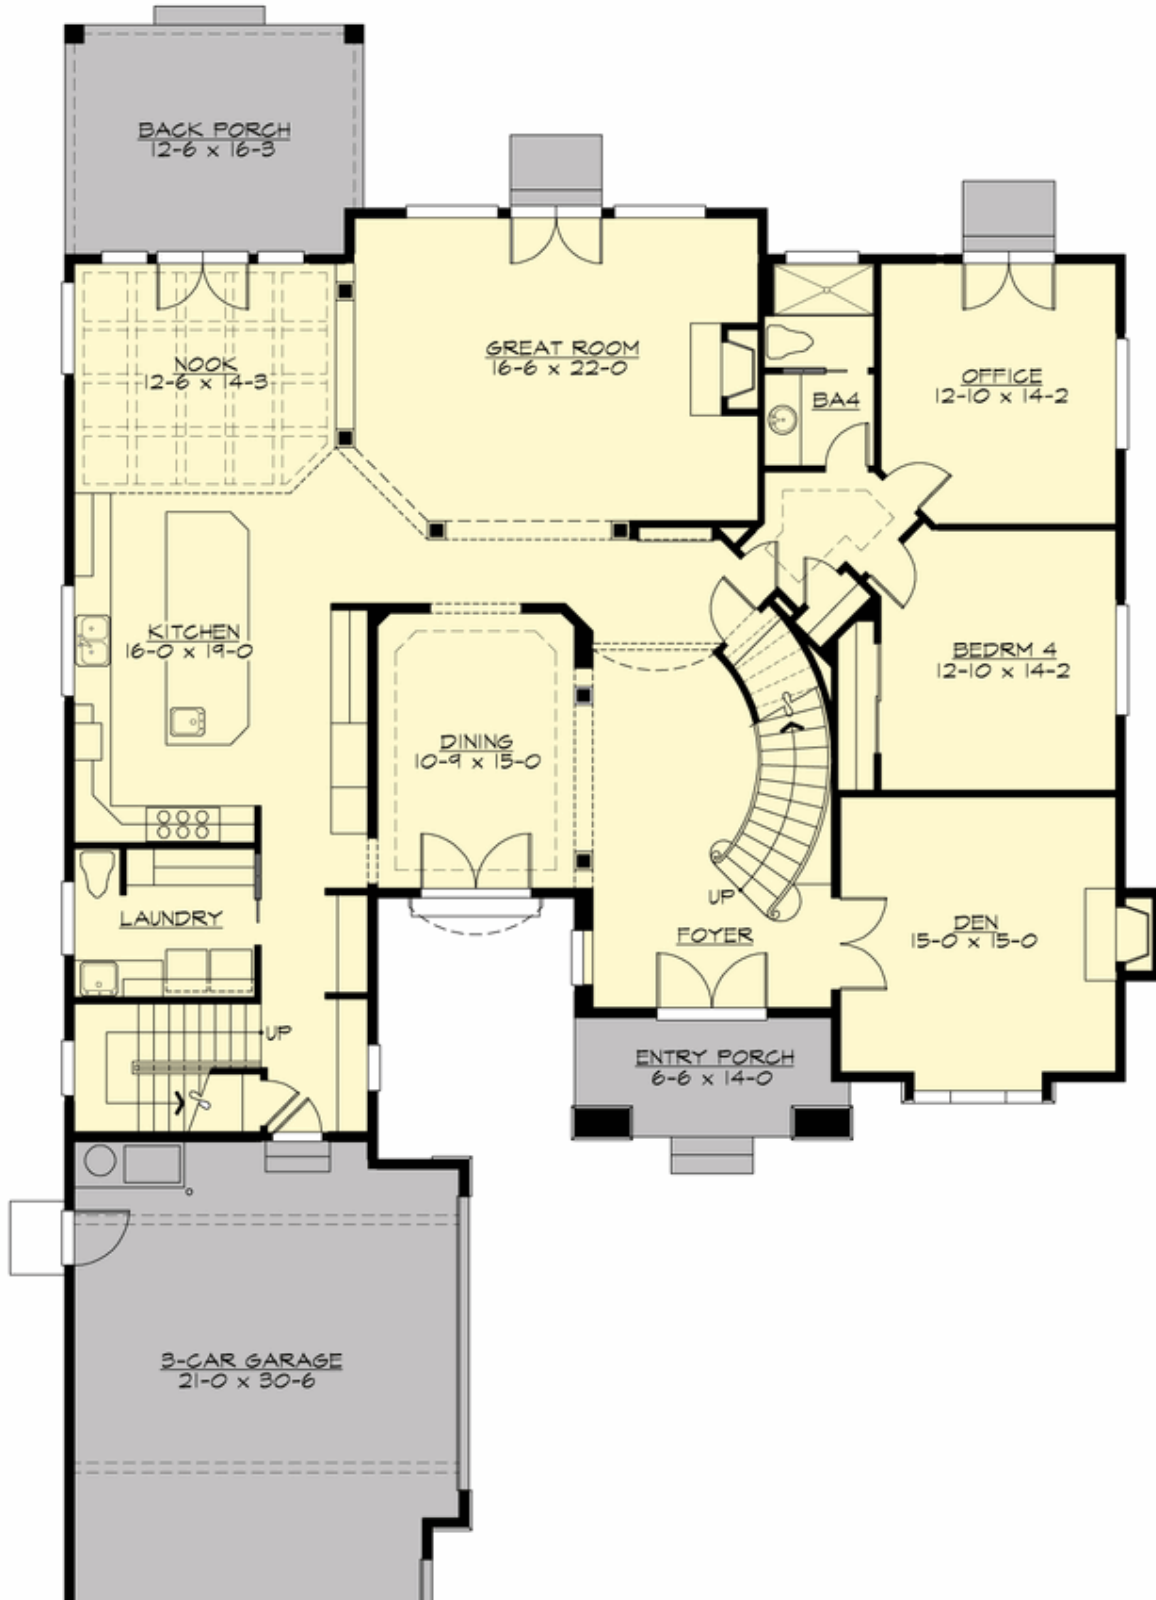 BACK PORCH
12-6 x 16-3
GREAT ROOM
16-6 x 22-0
NOOK
12-6 x 14-3
OFFICE
12-10 x 14-2
BA4
KITCHEN
16-0 x 19-0
BEDRM 4
12-10 x 14-2
DINING
10-9 x 15-0
UP
LAUNDRY
FOYER
DEN
15-0 x 15-0
UP
ENTRY PORCH
6-6 x 14-0
3-CAR GARAGE
21-0 x 30-6